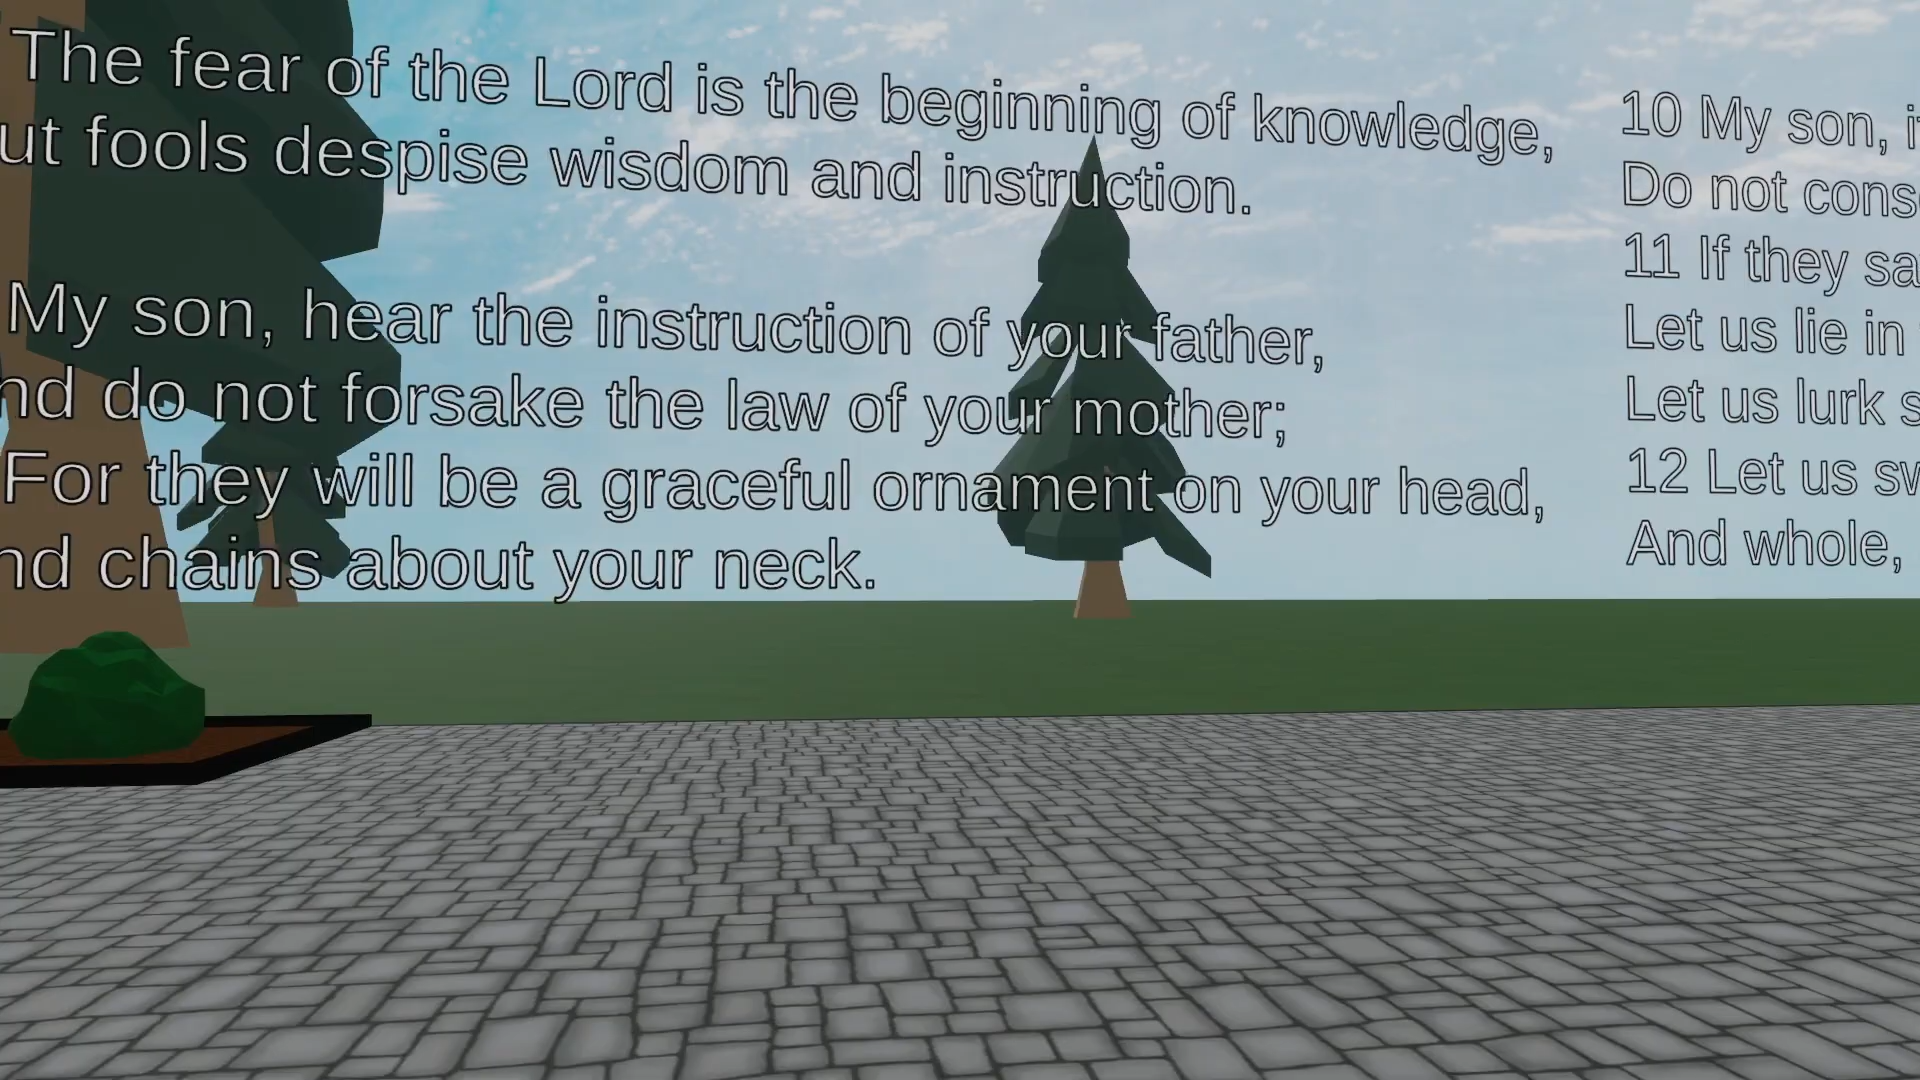 The fear of the Lord is the beginning of knowledge,
fools despise wisdom and instruction.
My son, hear the instruction of your father,
do not forsake the law of your mother;
For they will be a graceful ornament on your head,
chains about your neck.
10 My son,
Do not
11 If they
Let us lie in
Let us lurk
12 Let us
And whole,